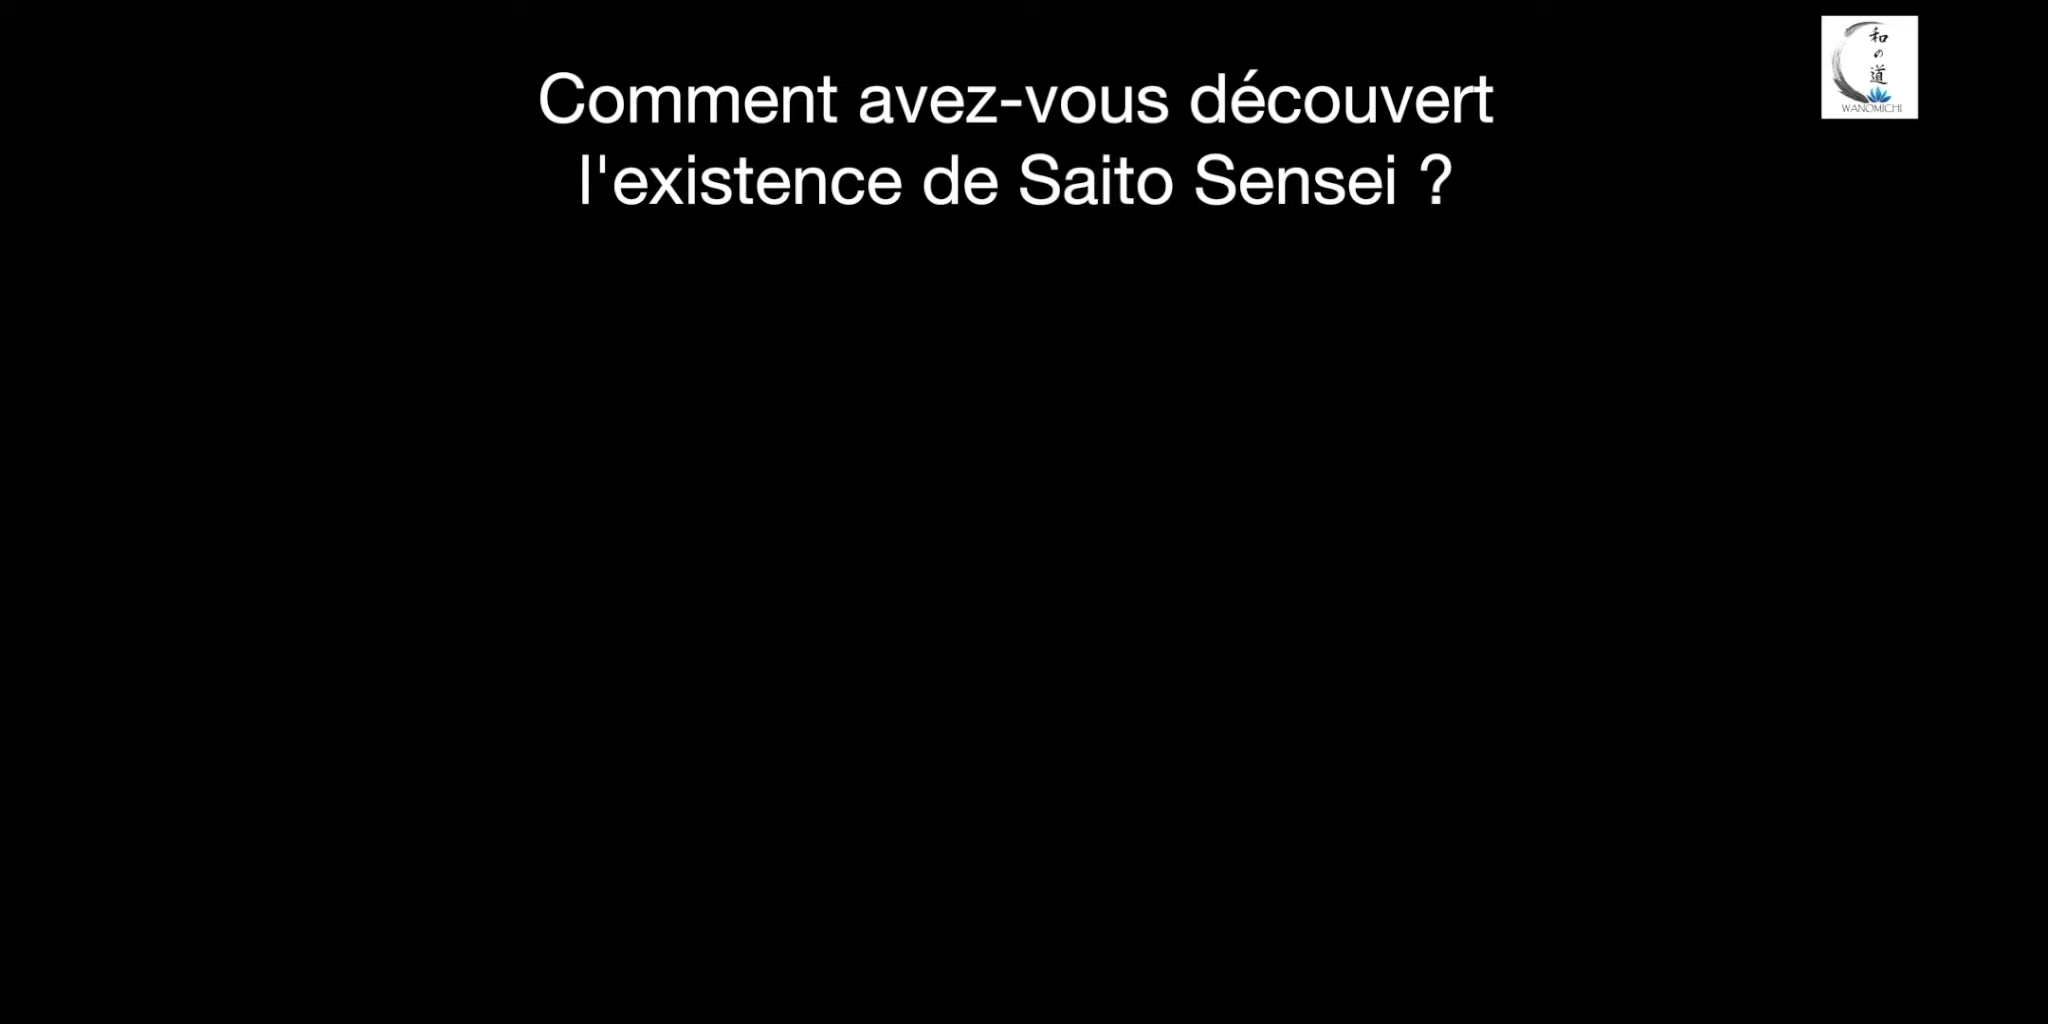 Comment avez-vous découvert
l'existence de Saito Sensei ?
和
の
道
WANOMICHI